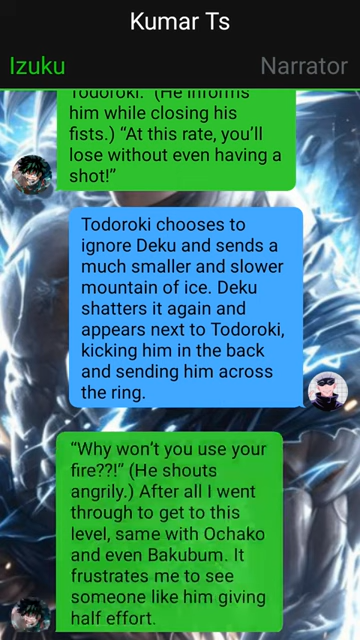 Kumar Ts
Izuku
Narrator
Todoroki." (He informs
him while closing his
fists.) “At this rate, you’ll
lose without even having a
shot!”
Todoroki chooses to
ignore Deku and sends a
much smaller and slower
mountain of ice. Deku
shatters it again and
appears next to Todoroki,
kicking him in the back
and sending him across
the ring.
“Why won’t you use your
fire??!” (He shouts
angrily.) After all I went
through to get to this
level, same with Ochako
and even Bakubum. It
frustrates me to see
someone like him giving
half effort.